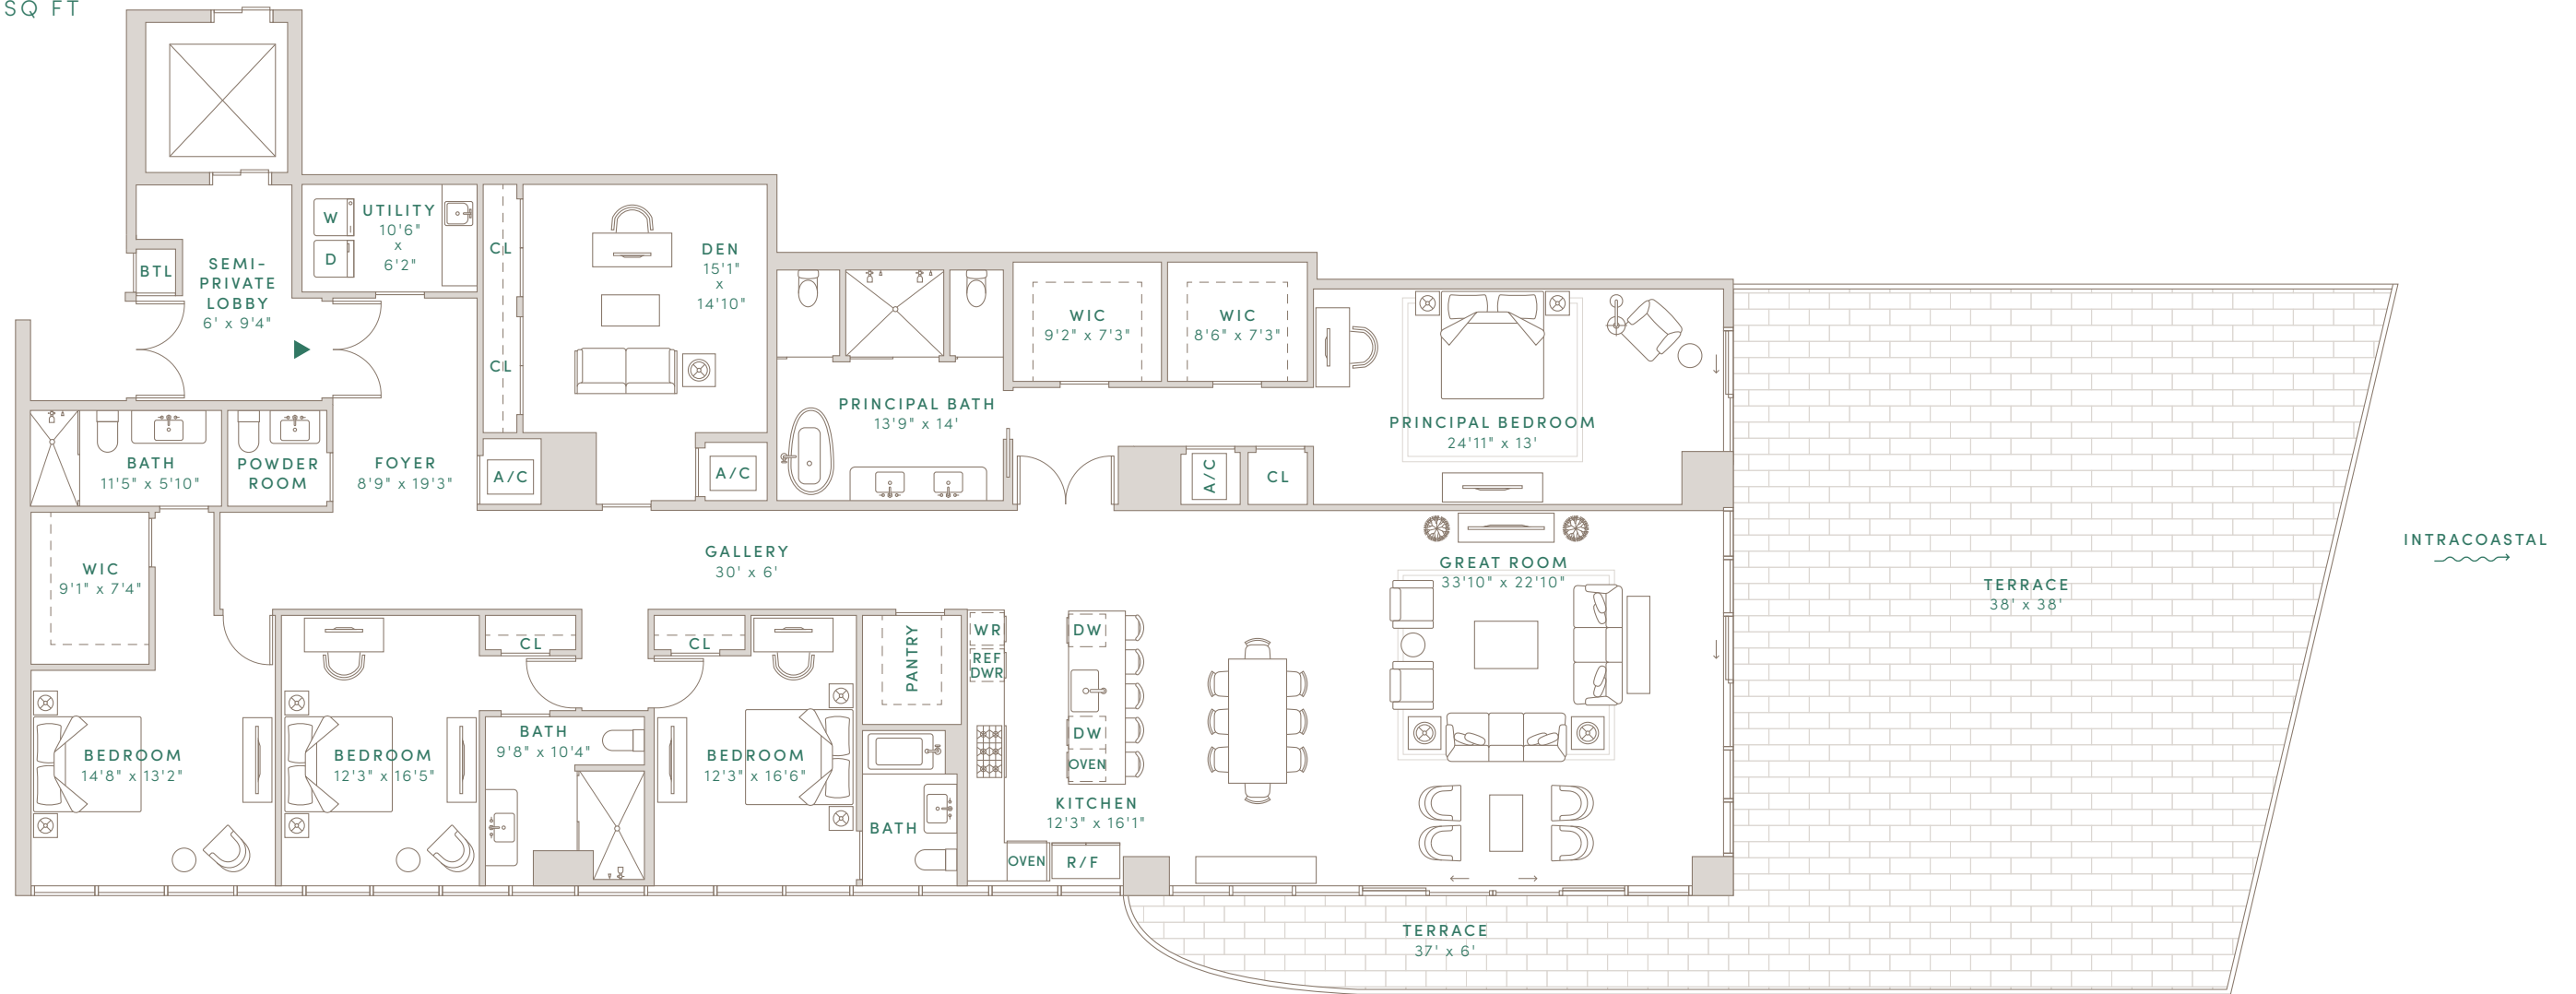 SQ FT
W
UTILITY
10'6"
x
6'2"
D
BTL
SEMI-
PRIVATE
LOBBY
6' x 9'4"
CL
CL
DEN
15'1"
x
14'10"
WIC
9'2" x 7'3"
WIC
8'6" x 7'3"
PRINCIPAL BATH
13'9" x 14'
PRINCIPAL BEDROOM
24'11" x 13'
BATH
11'5" x 5'10"
POWDER
ROOM
FOYER
8'9" x 19'3"
A/C
A/C
A/C
CL
WIC
9'1" x 7'4"
GALLERY
30' x 6'
GREAT ROOM
33'10" x 22'10"
TERRACE
38' x 38'
INTRACOASTAL
CL
CL
PANTRY
WR
REF
DWR
DW
DW
OVEN
BEDROOM
14'8" x 13'2"
BEDROOM
12'3" x 16'5"
BATH
9'8" x 10'4"
BEDROOM
12'3" x 16'6"
BATH
KITCHEN
12'3" x 16'1"
OVEN
R/F
TERRACE
37' x 6'